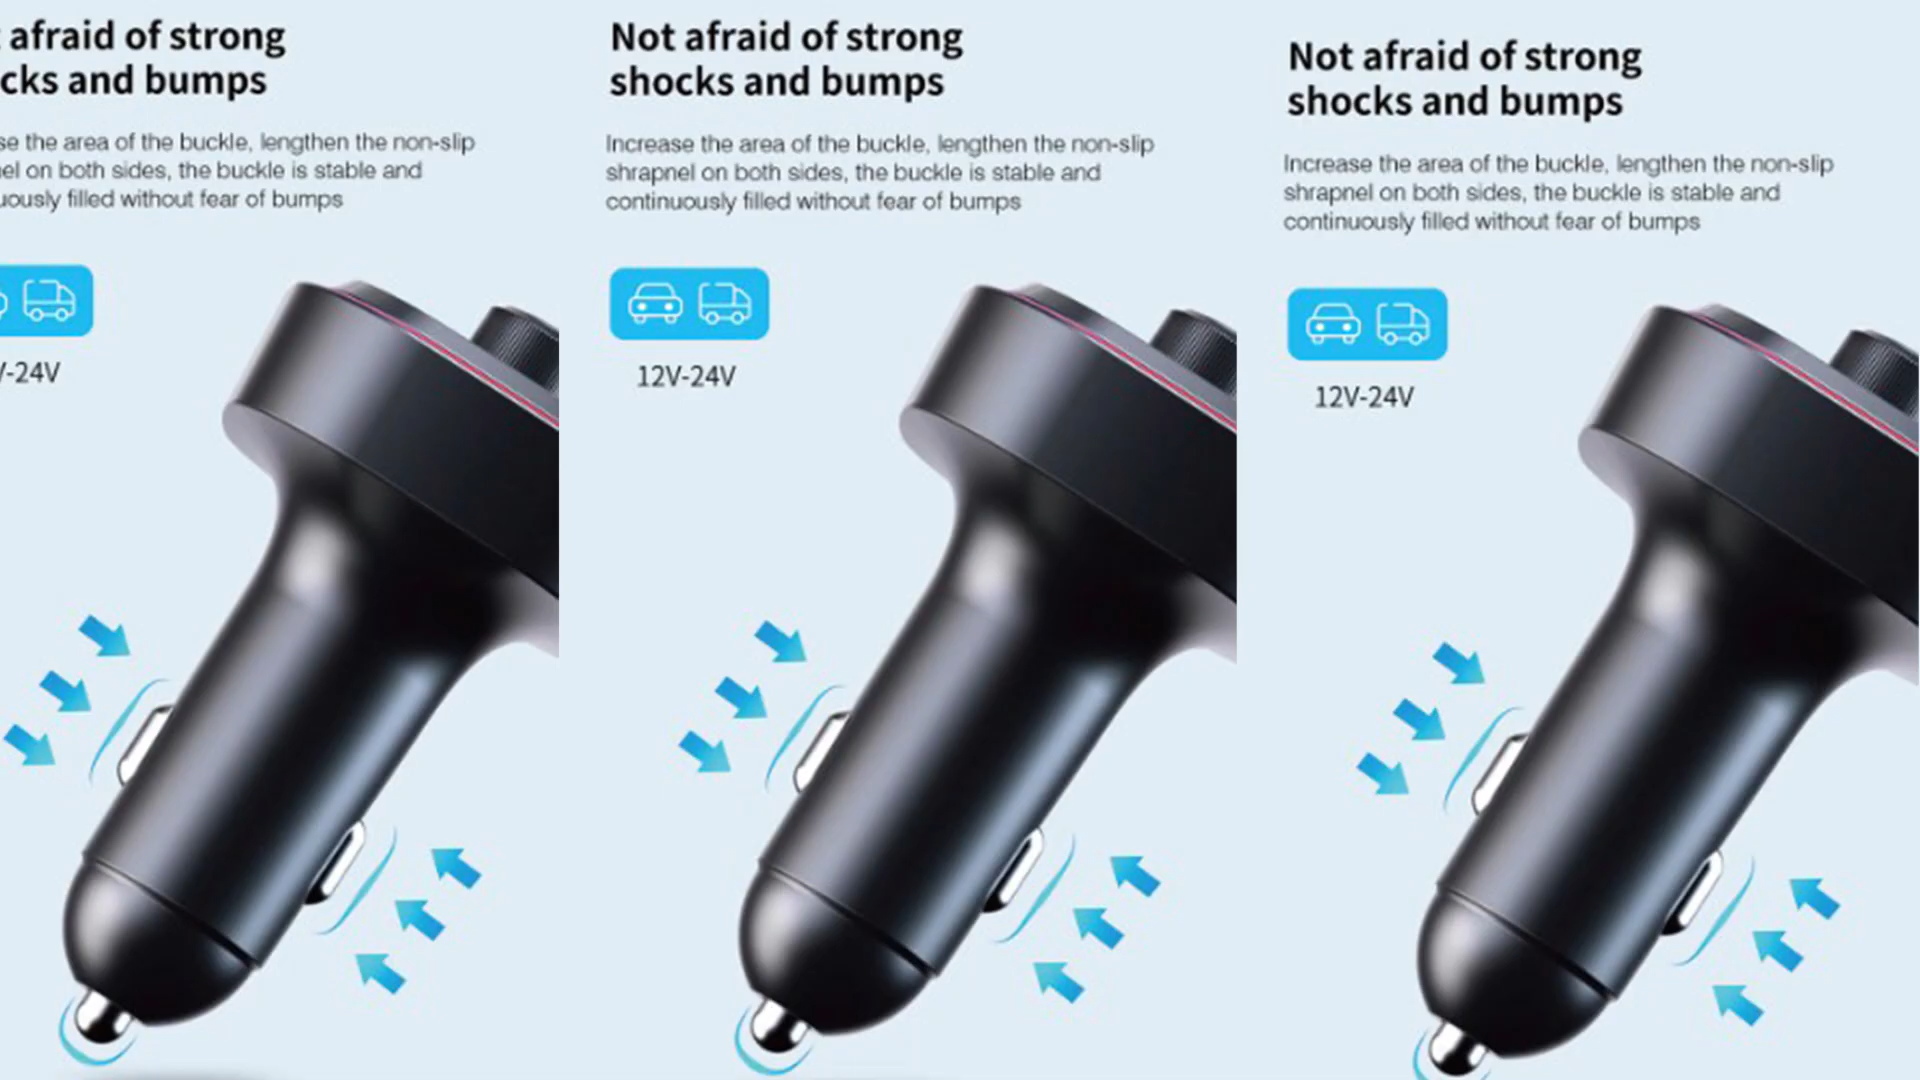 afraid of strong
cks and bumps
se the area of the buckle, lengthen the non-slip
el on both sides, the buckle is stable and
uously filled without fear of bumps
-24V
Not afraid of strong
shocks and bumps
Increase the area of the buckle, lengthen the non-slip
shrapnel on both sides, the buckle is stable and
continuously filled without fear of bumps
12V-24V
Not afraid of strong
shocks and bumps
Increase the area of the buckle, lengthen the non-slip
shrapnel on both sides, the buckle is stable and
continuously filled without fear of bumps
12V-24V